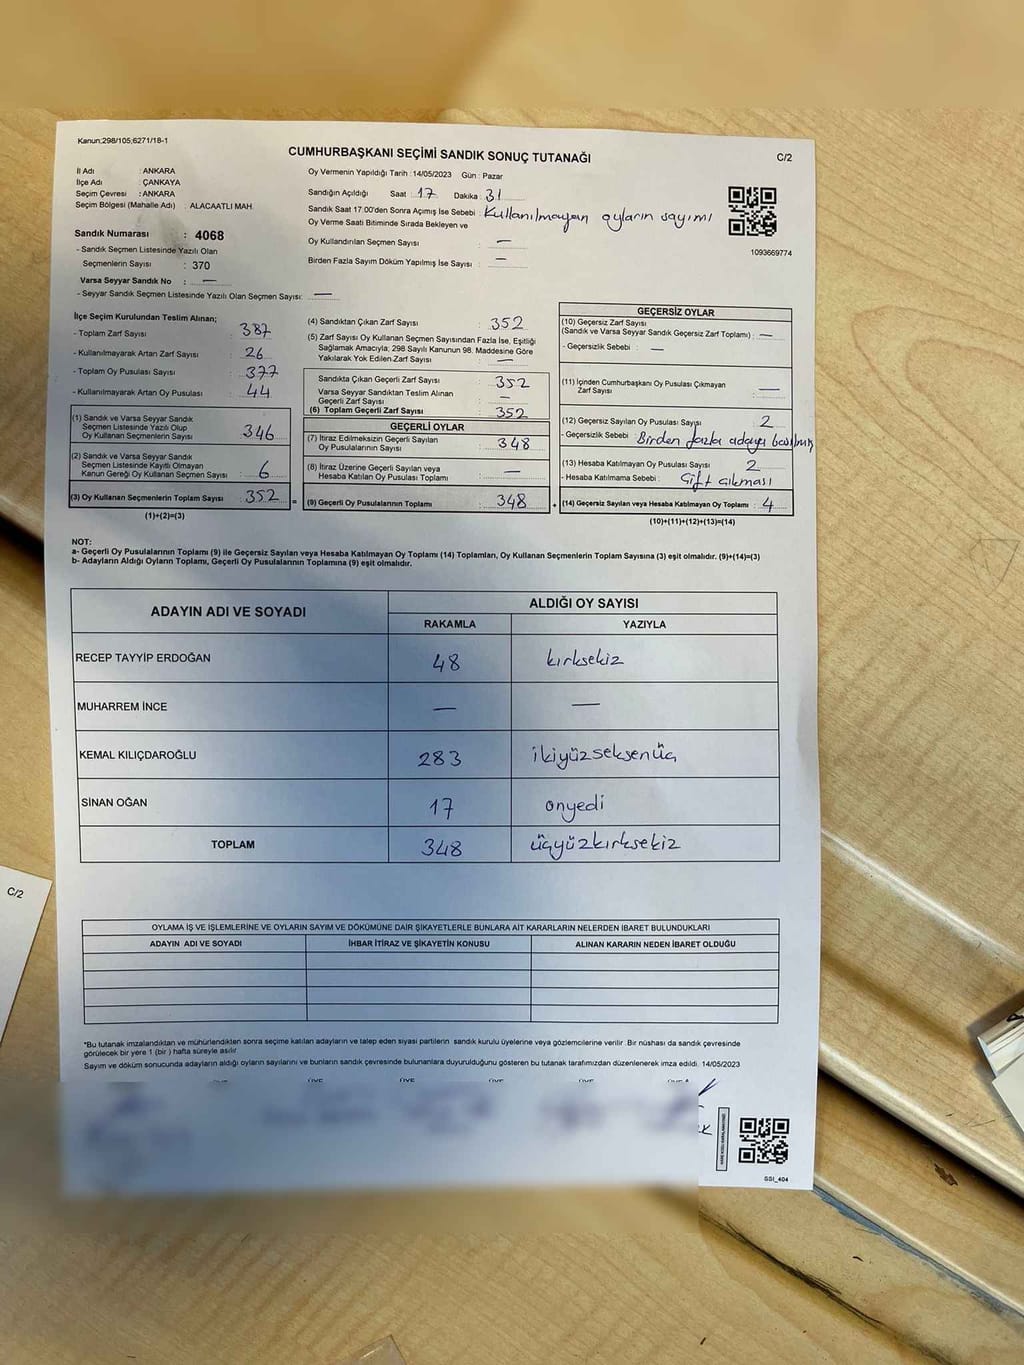 Kanun;298/105;6271/18-1
CUMHURBAŞKANI SEÇİMİ SANDIK SONUÇ TUTANAĞI
C/2
İl Adı : ANKARA
İlçe Adı : ÇANKAYA
Seçim Çevresi : ANKARA
Seçim Bölgesi (Mahalle Adı) : ALACAATLI MAH.
Sandık Numarası : 4068
- Sandık Seçmen Listesinde Yazılı Olan
Seçmenlerin Sayısı : 370
Varsa Seyyar Sandık No : —
- Seyyar Sandık Seçmen Listesinde Yazılı Olan Seçmen Sayısı: —
Oy Vermenin Yapıldığı Tarih : 14/05/2023 Gün : Pazar
Sandığın Açıldığı Saat : 17 Dakika : 31
Sandık Saat 17:00'den Sonra Açımış İse Sebebi : Kullanılmayan oyların sayımı
Oy Verme Saati Bitiminde Sırada Bekleyen ve
Oy Kullandırılan Seçmen Sayısı : —
Birden Fazla Sayım Döküm Yapılmış İse Sayısı : —
1093669774
İlçe Seçim Kurulundan Teslim Alınan;
- Toplam Zarf Sayısı : 387
- Kullanılmayarak Artan Zarf Sayısı : 26
- Toplam Oy Pusulası Sayısı : 377
- Kullanılmayarak Artan Oy Pusulası : 44
(1) Sandık ve Varsa Seyyar Sandık
Seçmen Listesinde Yazılı Olup
Oy Kullanan Seçmenlerin Sayısı : 346
(2) Sandık ve Varsa Seyyar Sandık
Seçmen Listesinde Kayıtlı Olmayan
Kanun Gereği Oy Kullanan Seçmen Sayısı : 6
(3) Oy Kullanan Seçmenlerin Toplam Sayısı : 352 =
(1)+(2)=(3)
(4) Sandıktan Çıkan Zarf Sayısı : 352
(5) Zarf Sayısı Oy Kullanan Seçmen Sayısından Fazla İse, Eşitliği
Sağlamak Amacıyla; 298 Sayılı Kanunun 98. Maddesine Göre
Yakılarak Yok Edilen Zarf Sayısı : —
Sandıkta Çıkan Geçerli Zarf Sayısı : 352
Varsa Seyyar Sandıktan Teslim Alınan
Geçerli Zarf Sayısı : —
(6) Toplam Geçerli Zarf Sayısı : 352
GEÇERLİ OYLAR
(7) İtiraz Edilmeksizin Geçerli Sayılan
Oy Pusulalarının Sayısı : 348
(8) İtiraz Üzerine Geçerli Sayılan veya
Hesaba Katılan Oy Pusulası Toplamı : —
(9) Geçerli Oy Pusulalarının Toplamı : 348 +
GEÇERSİZ OYLAR
(10) Geçersiz Zarf Sayısı
(Sandık ve Varsa Seyyar Sandık Geçersiz Zarf Toplamı) : —
- Geçersizlik Sebebi : —
(11) İçinden Cumhurbaşkanı Oy Pusulası Çıkmayan
Zarf Sayısı : —
(12) Geçersiz Sayılan Oy Pusulası Sayısı : 2
- Geçersizlik Sebebi : Birden fazla adaya basılmış
(13) Hesaba Katılmayan Oy Pusulası Sayısı : 2
- Hesaba Katılmama Sebebi : Çift çıkması
(14) Geçersiz Sayılan veya Hesaba Katılmayan Oy Toplamı : 4
(10)+(11)+(12)+(13)=(14)
NOT:
a- Geçerli Oy Pusulalarının Toplamı (9) ile Geçersiz Sayılan veya Hesaba Katılmayan Oy Toplamı (14) Toplamları, Oy Kullanan Seçmenlerin Toplam Sayısına (3) eşit olmalıdır. (9)+(14)=(3)
b- Adayların Aldığı Oyların Toplamı, Geçerli Oy Pusulalarının Toplamına (9) eşit olmalıdır.
ADAYIN ADI VE SOYADI
ALDIĞI OY SAYISI
RAKAMLA YAZIYLA
RECEP TAYYİP ERDOĞAN 48 kırksekiz
MUHARREM İNCE — —
KEMAL KILIÇDAROĞLU 283 ikiyüzseksenüç
SİNAN OĞAN 17 onyedi
TOPLAM 348 üçyüzkırksekiz
OYLAMA İŞ VE İŞLEMLERİNE VE OYLARIN SAYIM VE DÖKÜMÜNE DAİR ŞİKAYETLERLE BUNLARA AİT KARARLARIN NELERDEN İBARET BULUNDUKLARI
ADAYIN ADI VE SOYADI İHBAR İTİRAZ VE ŞİKAYETİN KONUSU ALINAN KARARIN NEDEN İBARET OLDUĞU
*Bu tutanak imzalandıktan ve mühürlendikten sonra seçime katılan adayların ve talep eden siyasi partilerin sandık kurulu üyelerine veya gözlemcilerine verilir. Bir nüshası da sandık çevresinde
görülecek bir yere 1 (bir) hafta süreyle asılır.
Sayım ve döküm sonucunda adayların aldığı oyların sayılarını ve bunların sandık çevresinde bulunanlara duyurulduğunu gösteren bu tutanak tarafımızdan düzenlenerek imza edildi. 14/05/2023
SSI_404
C/2